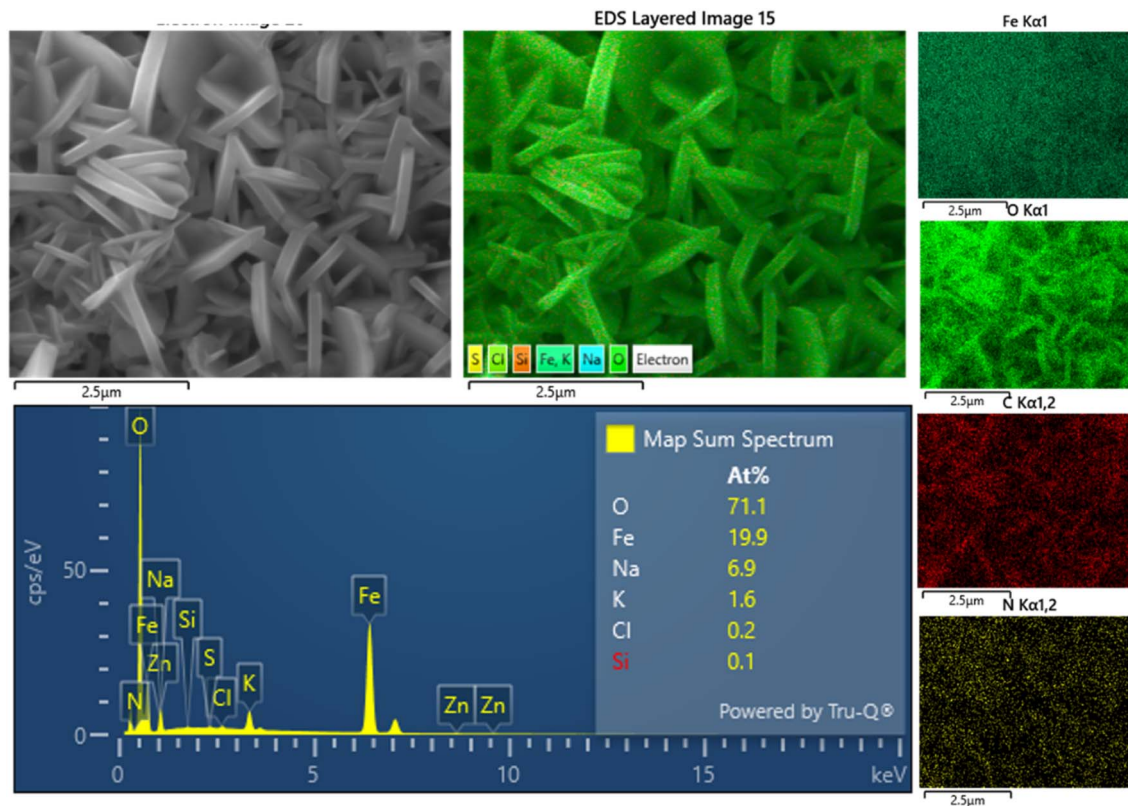 EDS Layered Image 15
Fe Kα1
2.5µm
O Kα1
S Cl Si Fe, K Na O Electron
2.5µm
2.5µm
2.5µm
C Kα1,2
2.5µm
N Kα1,2
2.5µm
cps/eV
50
0
O
Na
Fe
Si
Zn
S
N
Cl
K
Fe
Zn
Zn
0 5 10 15 keV
Map Sum Spectrum
At%
O 71.1
Fe 19.9
Na 6.9
K 1.6
Cl 0.2
Si 0.1
Powered by Tru-Q®